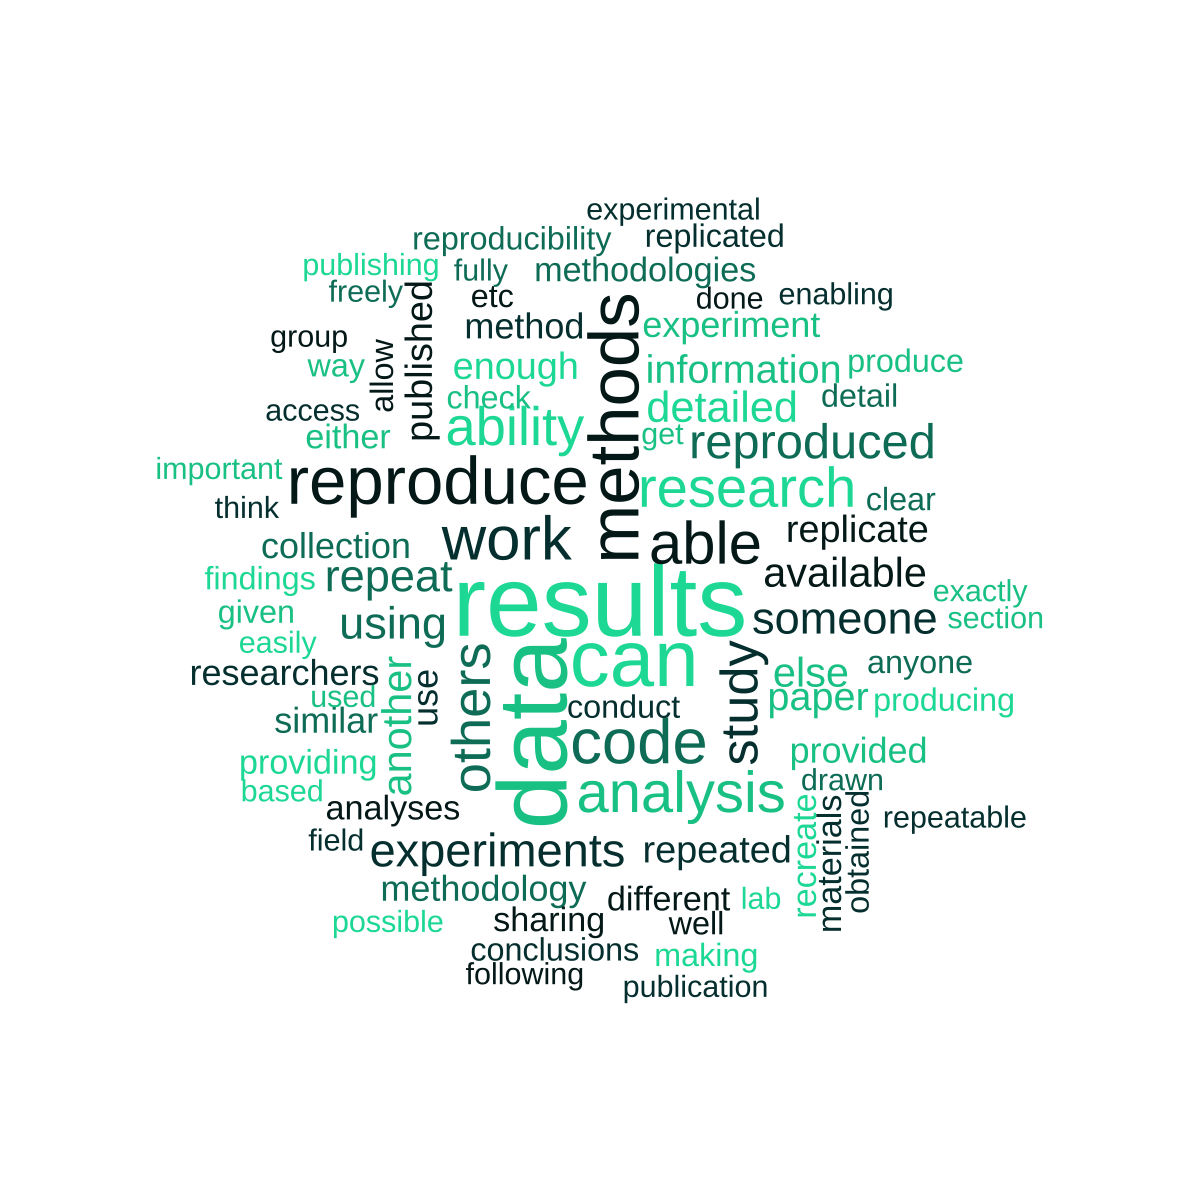 experimental
reproducibility
replicated
publishing
fully
methodologies
freely
published
etc
done
enabling
group
method
methods
experiment
way
allow
enough
information
produce
access
check
detailed
detail
either
ability
get
reproduced
important
reproduce
research
clear
think
work
able
replicate
collection
available
findings
repeat
results
exactly
given
using
someone
section
easily
others
data
can
study
else
anyone
researchers
another
use
used
conduct
paper
producing
similar
code
providing
provided
based
analysis
drawn
analyses
recreate
materials
obtained
repeatable
field
experiments
repeated
methodology
different
lab
possible
sharing
well
conclusions
making
following
publication